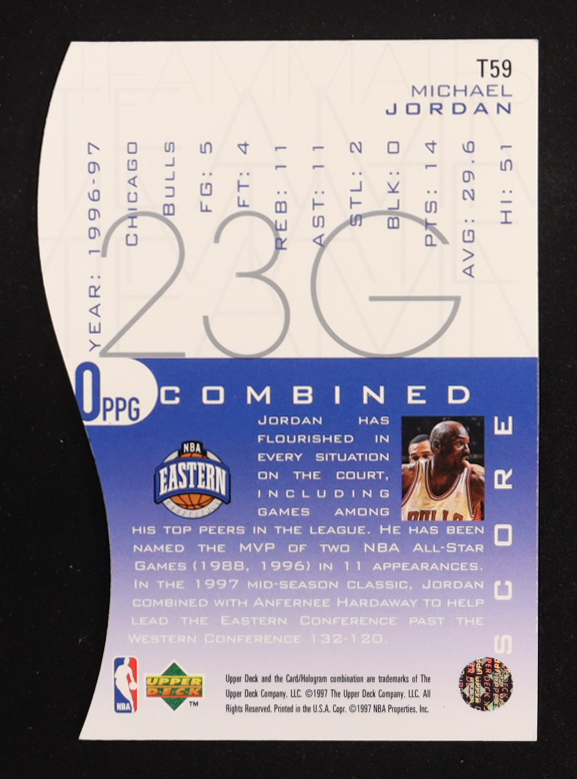 T59
MICHAEL
JORDAN
YEAR: 1996-97
CHICAGO
BULLS
FG: 5
FT: 4
REB: 11
AST: 11
STL: 2
BLK: 0
PTS: 14
AVG: 29.6
HI: 51
23G
0PPG
COMBINED
SCORE
JORDAN HAS
FLOURISHED IN
EVERY SITUATION
ON THE COURT,
INCLUDING
GAMES AMONG
HIS TOP PEERS IN THE LEAGUE. HE HAS BEEN
NAMED THE MVP OF TWO NBA ALL-STAR
GAMES (1988, 1996) IN 11 APPEARANCES.
IN THE 1997 MID-SEASON CLASSIC, JORDAN
COMBINED WITH ANFERNEE HARDAWAY TO HELP
LEAD THE EASTERN CONFERENCE PAST THE
WESTERN CONFERENCE 132-120.
NBA
EASTERN
BULLS
NBA
UPPER
DECK
™
Upper Deck and the Card/Hologram combination are trademarks of The
Upper Deck Company, LLC. ©1997 The Upper Deck Company, LLC. All
Rights Reserved. Printed in the U.S.A. Copr. ©1997 NBA Properties, Inc.